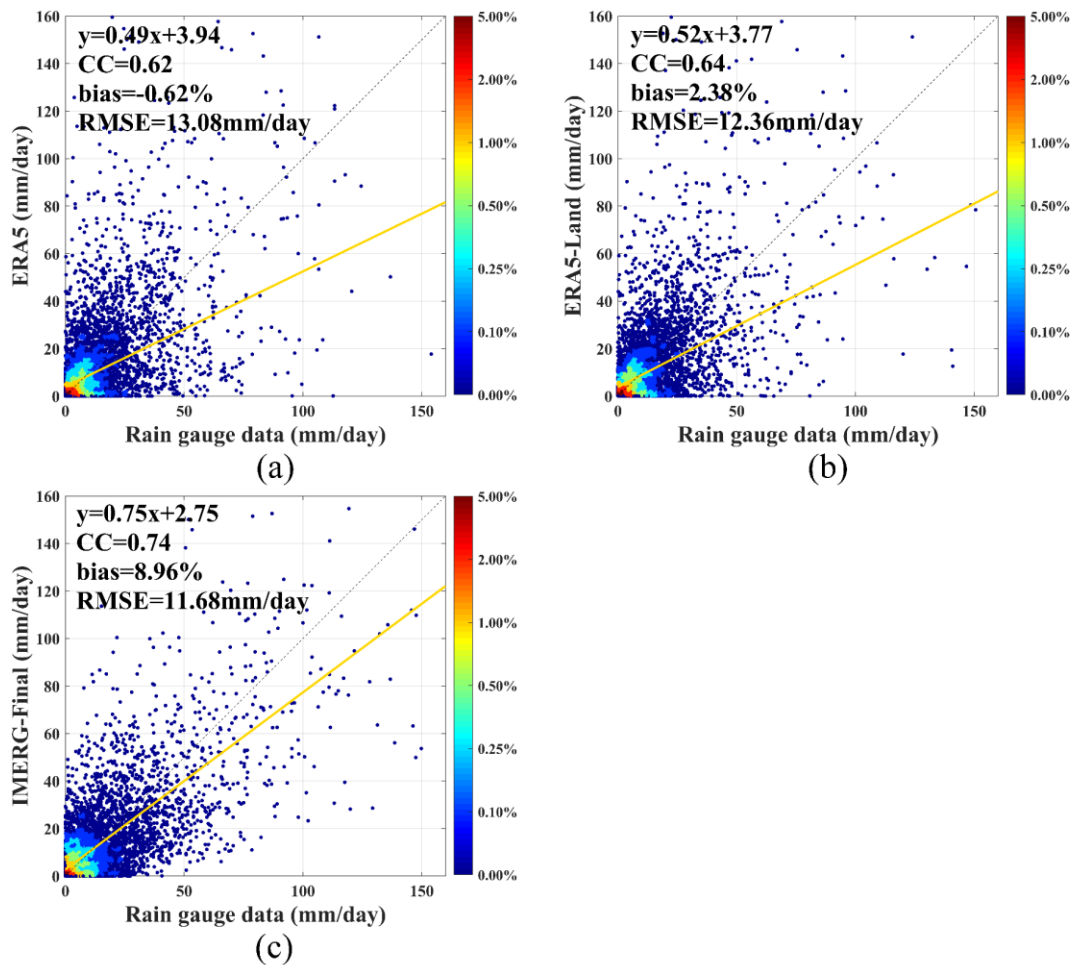 y=0.49x+3.94
CC=0.62
bias=-0.62%
RMSE=13.08mm/day
ERA5 (mm/day)
160
140
120
100
80
60
40
20
0
0 50 100 150
Rain gauge data (mm/day)
5.00%
2.00%
1.00%
0.50%
0.25%
0.10%
0.00%
(a)
y=0.52x+3.77
CC=0.64
bias=2.38%
RMSE=12.36mm/day
ERA5-Land (mm/day)
160
140
120
100
80
60
40
20
0
0 50 100 150
Rain gauge data (mm/day)
5.00%
2.00%
1.00%
0.50%
0.25%
0.10%
0.00%
(b)
y=0.75x+2.75
CC=0.74
bias=8.96%
RMSE=11.68mm/day
IMERG-Final (mm/day)
160
140
120
100
80
60
40
20
0
0 50 100 150
Rain gauge data (mm/day)
5.00%
2.00%
1.00%
0.50%
0.25%
0.10%
0.00%
(c)